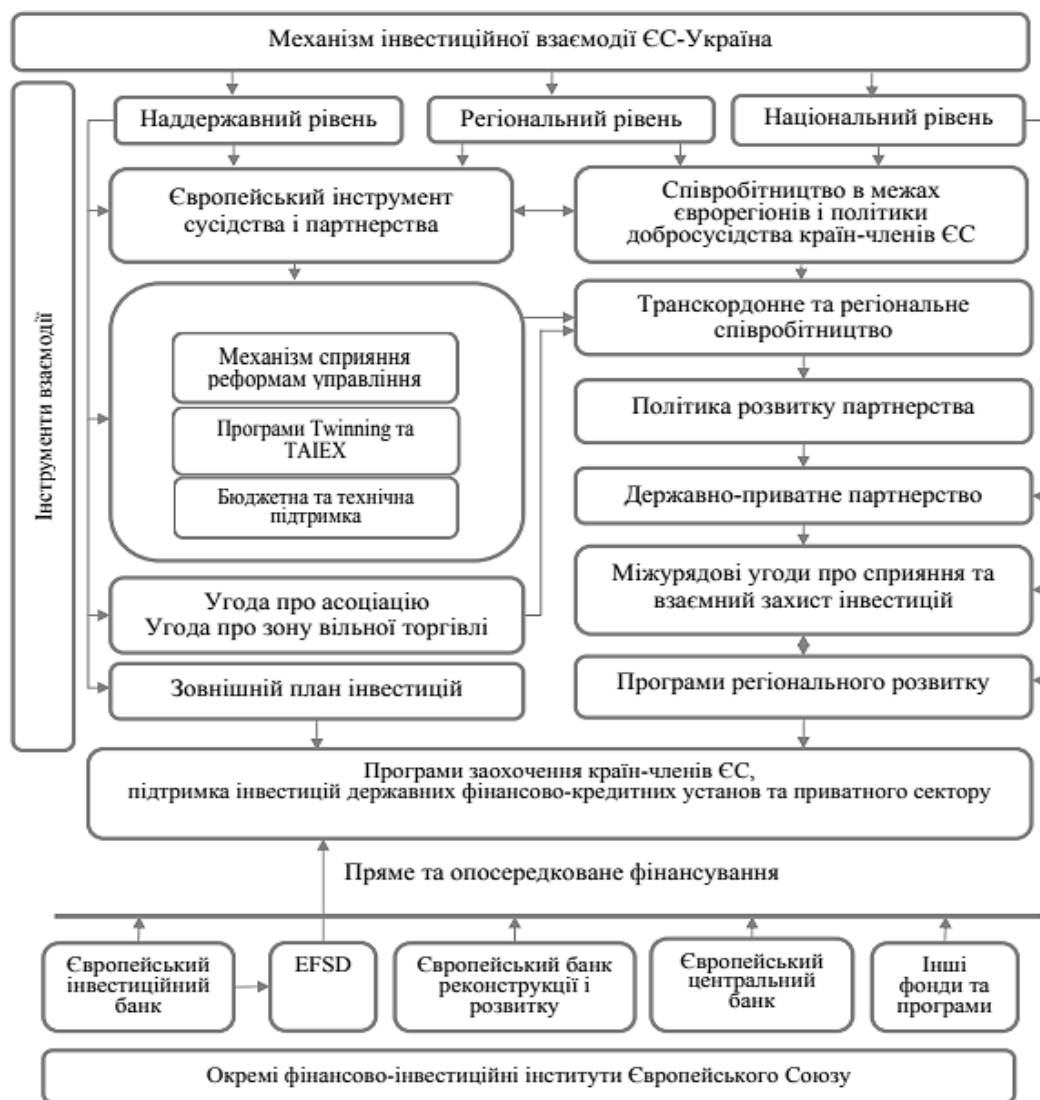 Механізм інвестиційної взаємодії ЄС-Україна
Інструменти взаємодії
Наддержавний рівень
Регіональний рівень
Національний рівень
Європейський інструмент
сусідства і партнерства
Співробітництво в межах
єврорегіонів і політики
добросусідства країн-членів ЄС
Механізм сприяння
реформам управління
Програми Twinning та
TAIEX
Бюджетна та технічна
підтримка
Транскордонне та регіональне
співробітництво
Політика розвитку партнерства
Державно-приватне партнерство
Угода про асоціацію
Угода про зону вільної торгівлі
Міжурядові угоди про сприяння та
взаємний захист інвестицій
Зовнішній план інвестицій
Програми регіонального розвитку
Програми заохочення країн-членів ЄС,
підтримка інвестицій державних фінансово-кредитних установ та приватного сектору
Пряме та опосередковане фінансування
Європейський
інвестиційний
банк
EFSD
Європейський банк
реконструкції і
розвитку
Європейський
центральний
банк
Інші
фонди та
програми
Окремі фінансово-інвестиційні інститути Європейського Союзу